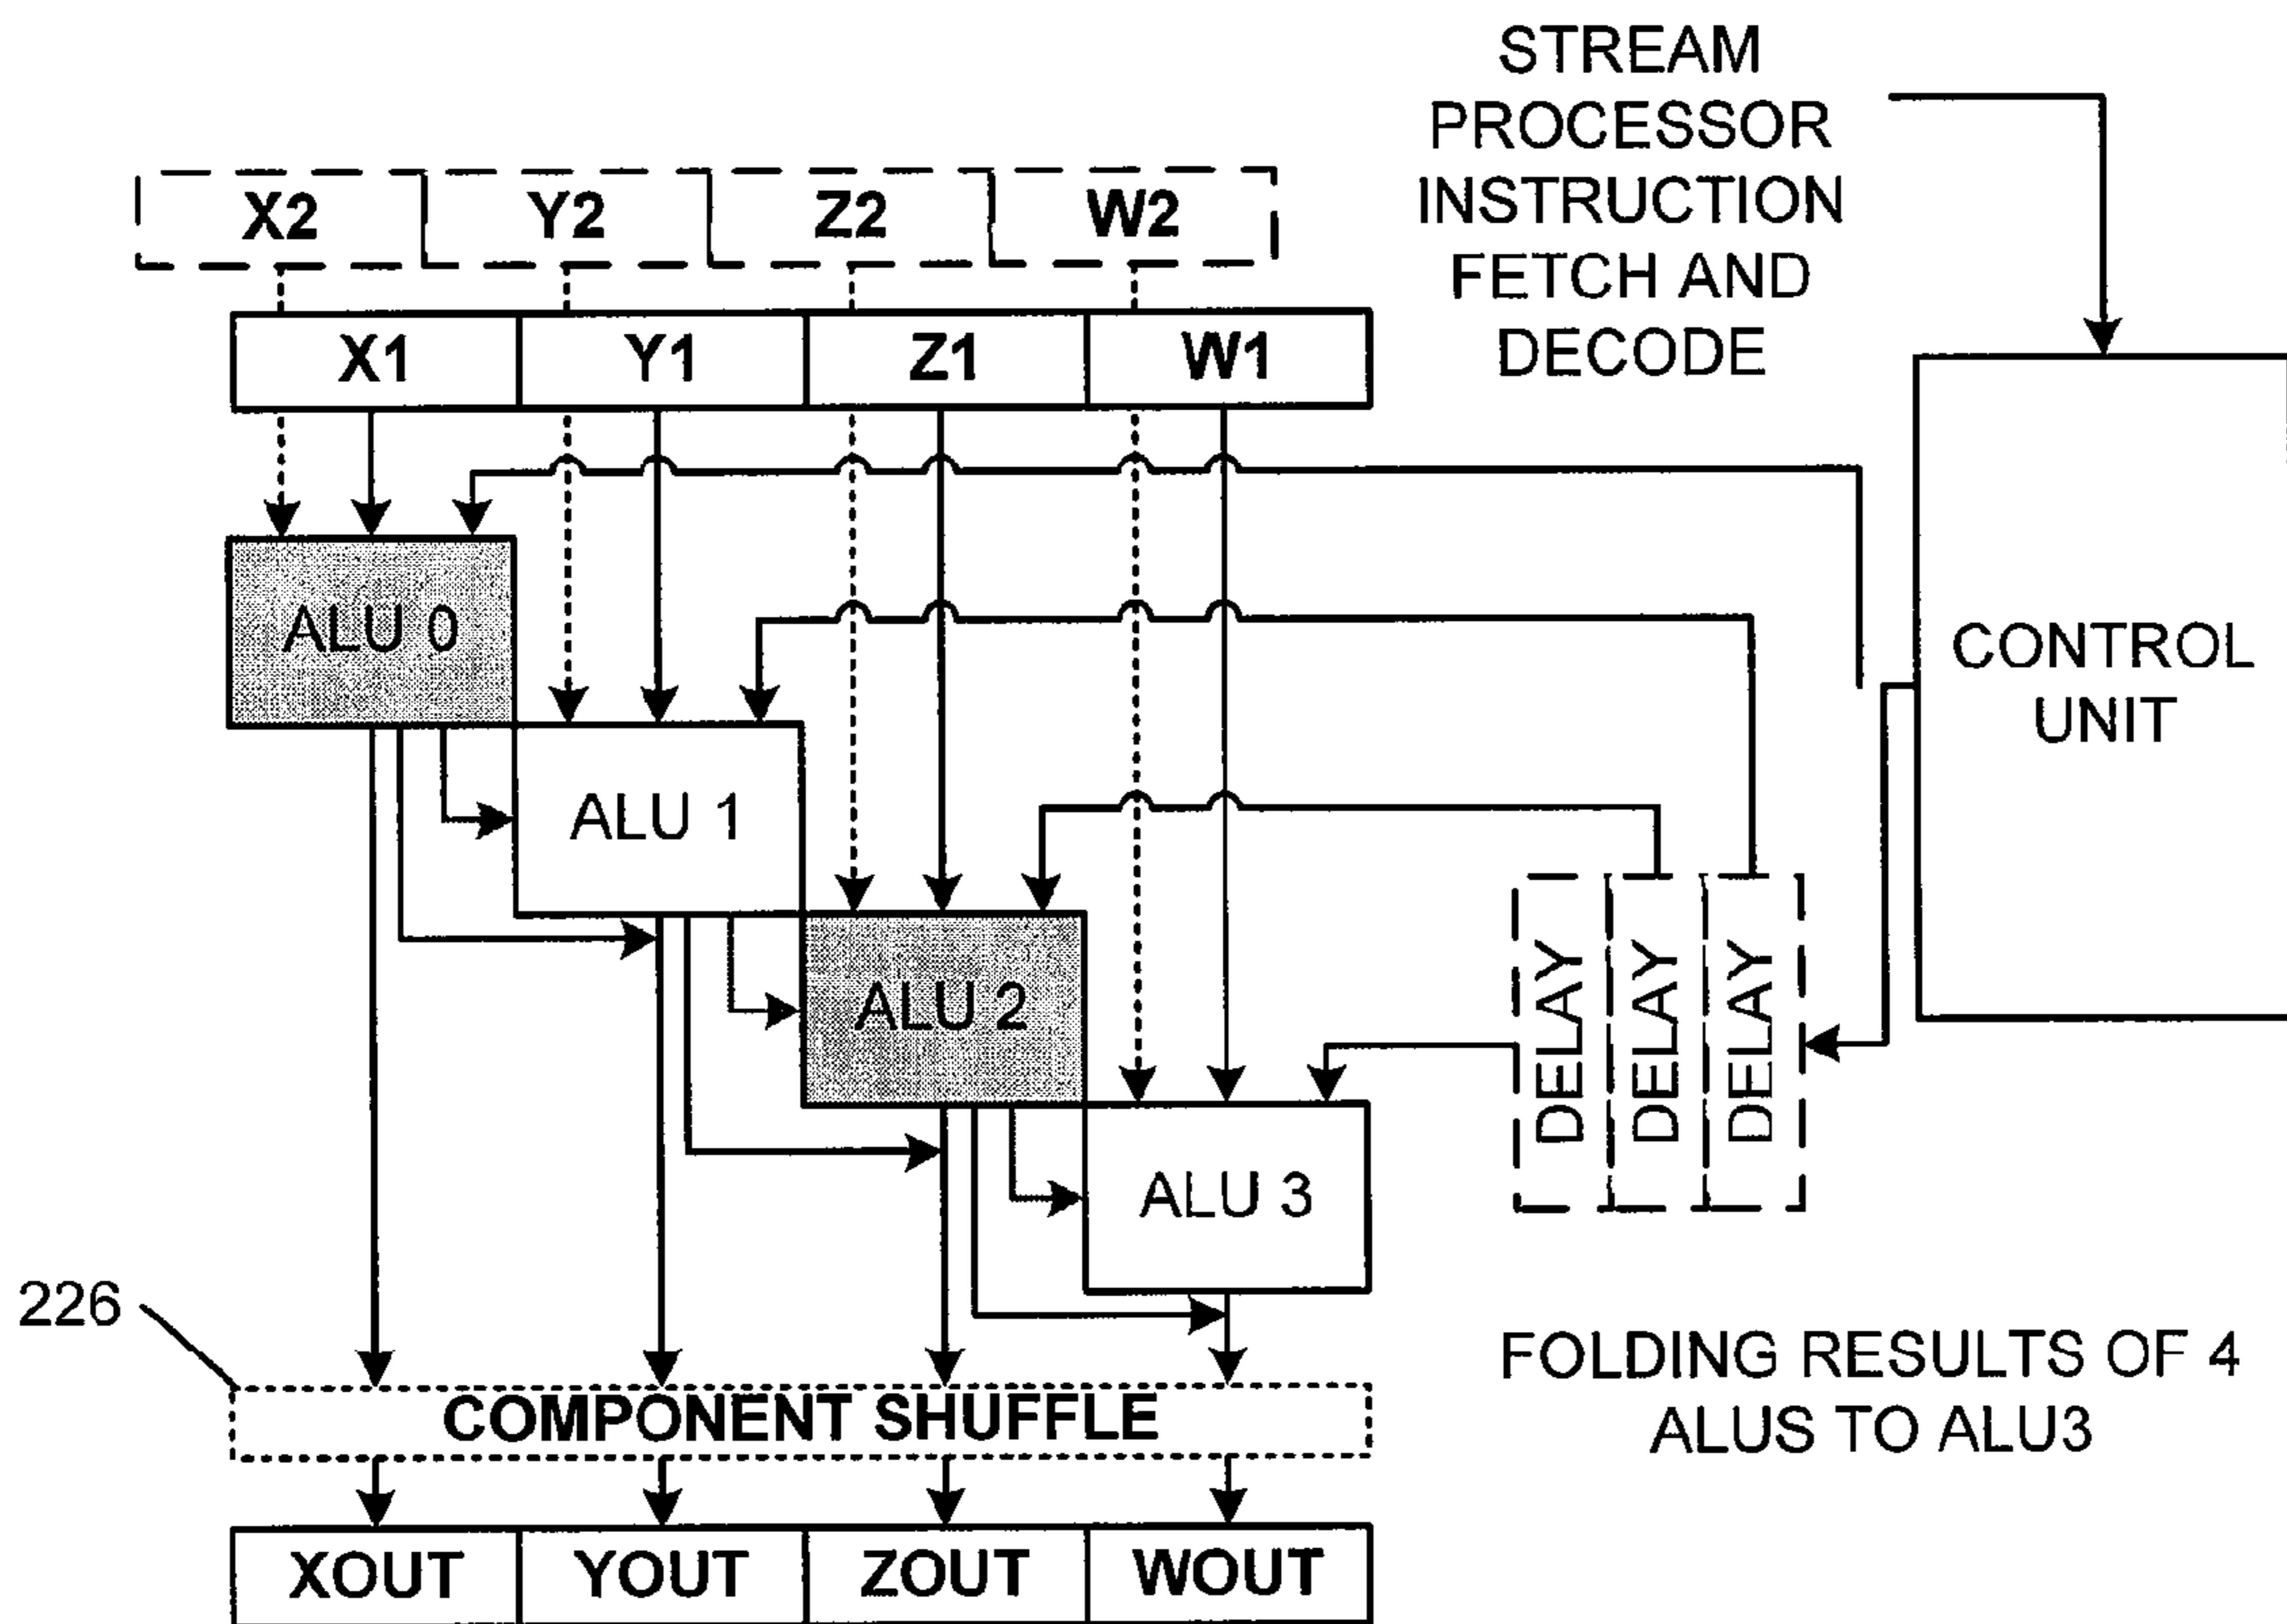 STREAM
PROCESSOR
INSTRUCTION
FETCH AND
DECODE
X2 Y2 Z2 W2
X1 Y1 Z1 W1
CONTROL
UNIT
ALU 0
ALU 1
ALU 2
ALU 3
DELAY
DELAY
DELAY
226
FOLDING RESULTS OF 4
ALUS TO ALU3
COMPONENT SHUFFLE
XOUT YOUT ZOUT WOUT